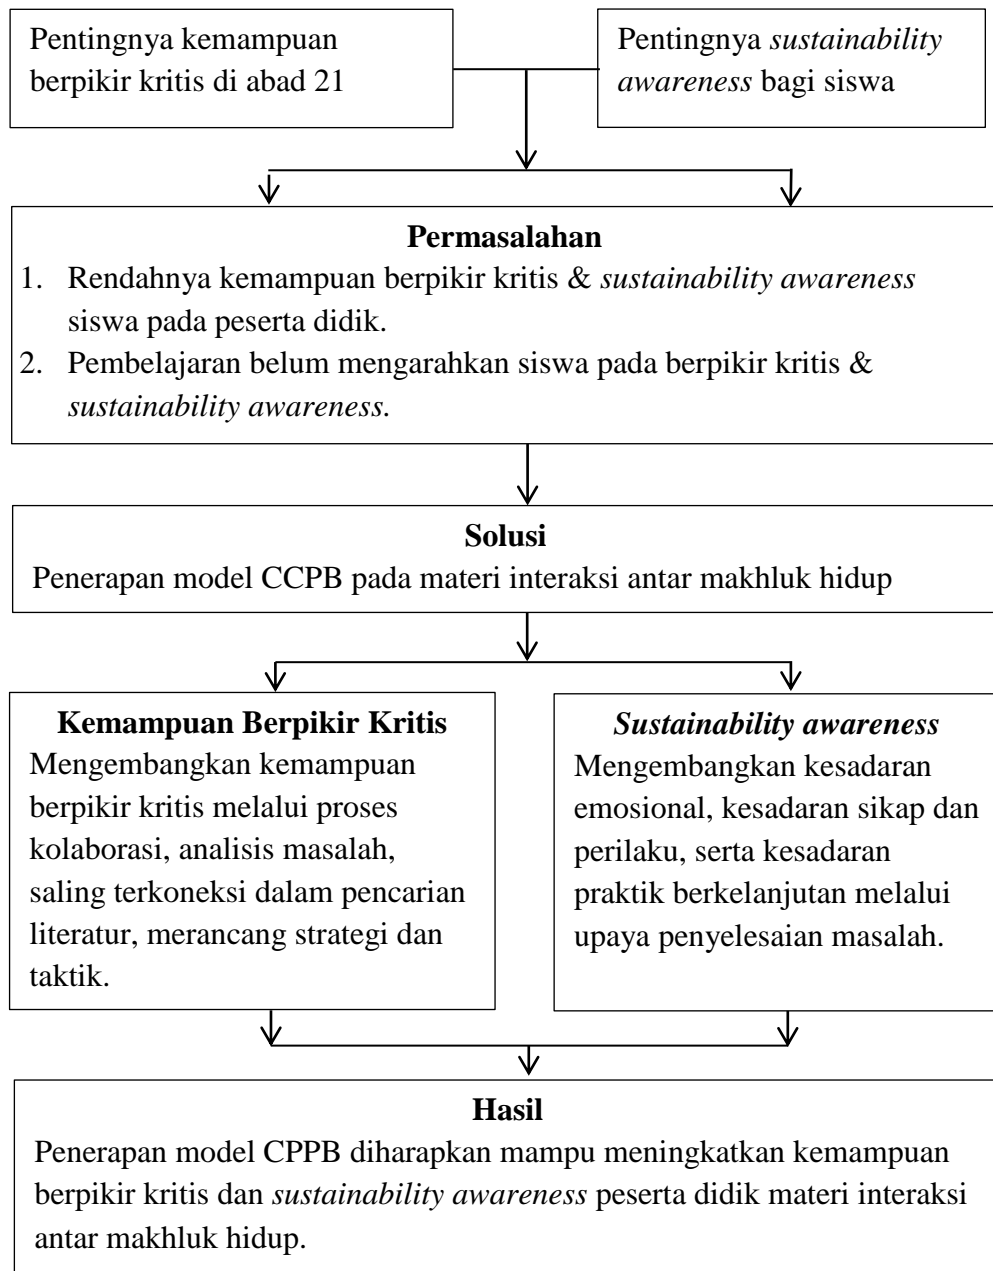 Pentingnya kemampuan
berpikir kritis di abad 21
Pentingnya sustainability
awareness bagi siswa
Permasalahan
1. Rendahnya kemampuan berpikir kritis & sustainability awareness
siswa pada peserta didik.
2. Pembelajaran belum mengarahkan siswa pada berpikir kritis &
sustainability awareness.
Solusi
Penerapan model CCPB pada materi interaksi antar makhluk hidup
Kemampuan Berpikir Kritis
Mengembangkan kemampuan
berpikir kritis melalui proses
kolaborasi, analisis masalah,
saling terkoneksi dalam pencarian
literatur, merancang strategi dan
taktik.
Sustainability awareness
Mengembangkan kesadaran
emosional, kesadaran sikap dan
perilaku, serta kesadaran
praktik berkelanjutan melalui
upaya penyelesaian masalah.
Hasil
Penerapan model CPPB diharapkan mampu meningkatkan kemampuan
berpikir kritis dan sustainability awareness peserta didik materi interaksi
antar makhluk hidup.